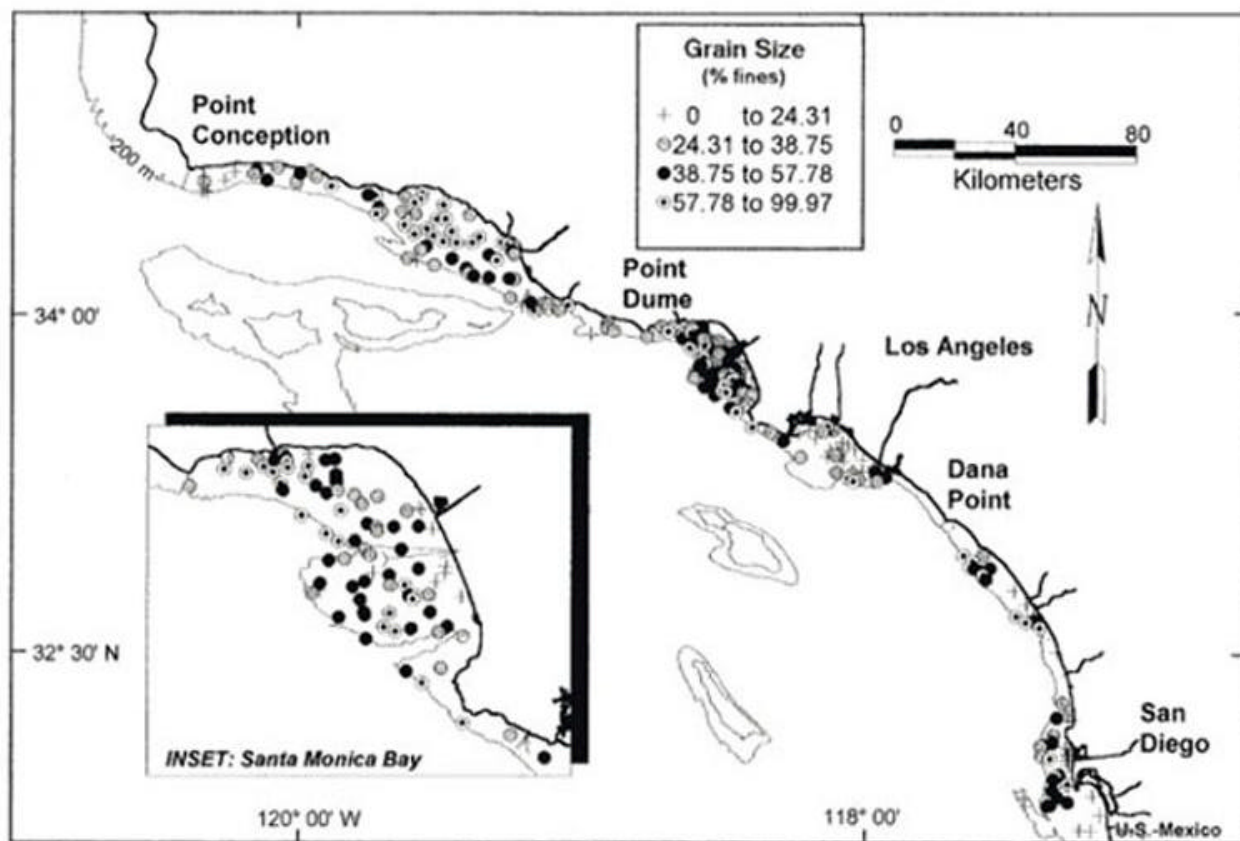 Grain Size
(% fines)
0 to 24.31
24.31 to 38.75
38.75 to 57.78
57.78 to 99.97
0 40 80
Kilometers
N
Point
Conception
200 m
Point
Dume
34° 00'
Los Angeles
Dana
Point
32° 30' N
San
Diego
INSET: Santa Monica Bay
120° 00' W
118° 00'
U.S.-Mexico